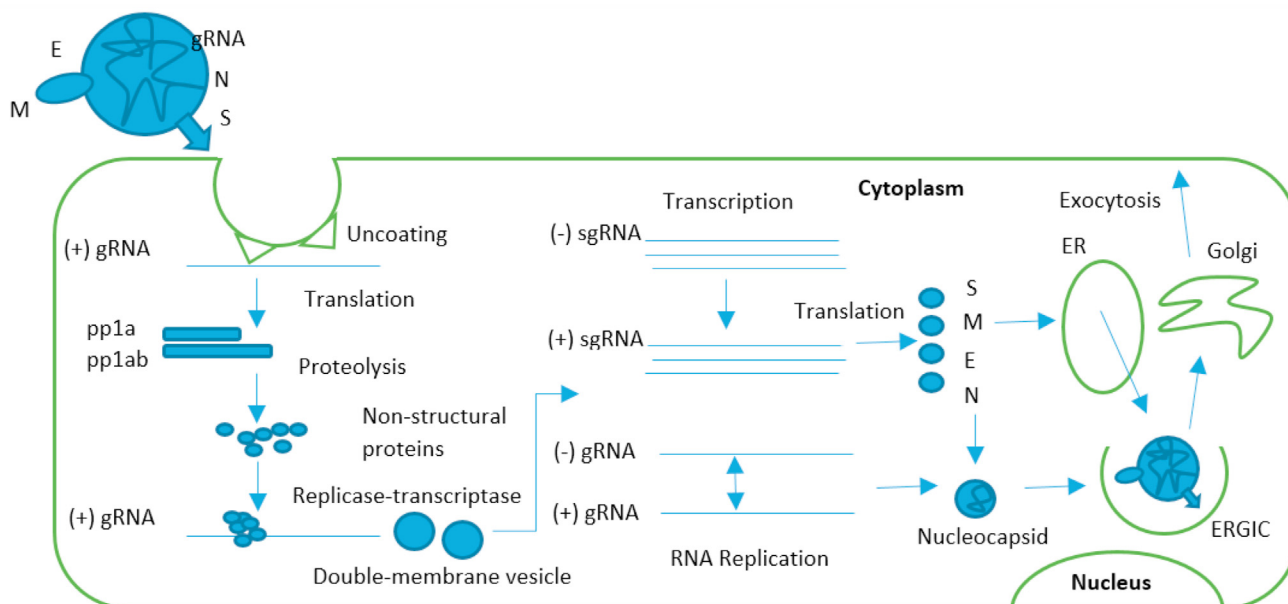 E
gRNA
N
M
S
Cytoplasm
Transcription
Exocytosis
(-) sgRNA
Uncoating
(+) gRNA
ER
Golgi
Translation
S
Translation
M
pp1a
(+) sgRNA
pp1ab
E
Proteolysis
N
Non-structural
proteins
(-) gRNA
Replicase-transcriptase
(+) gRNA
(+) gRNA
Nucleocapsid
ERGIC
RNA Replication
Double-membrane vesicle
Nucleus